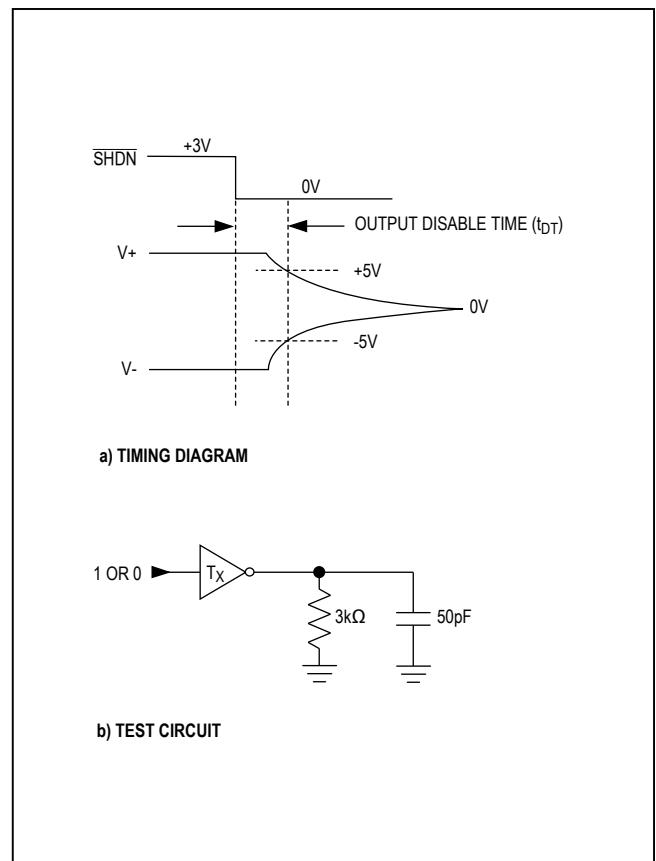 SHDN
+3V
0V
OUTPUT DISABLE TIME (tDT)
V+
+5V
0V
-5V
V-
a) TIMING DIAGRAM
1 OR 0
TX
3kΩ
50pF
b) TEST CIRCUIT